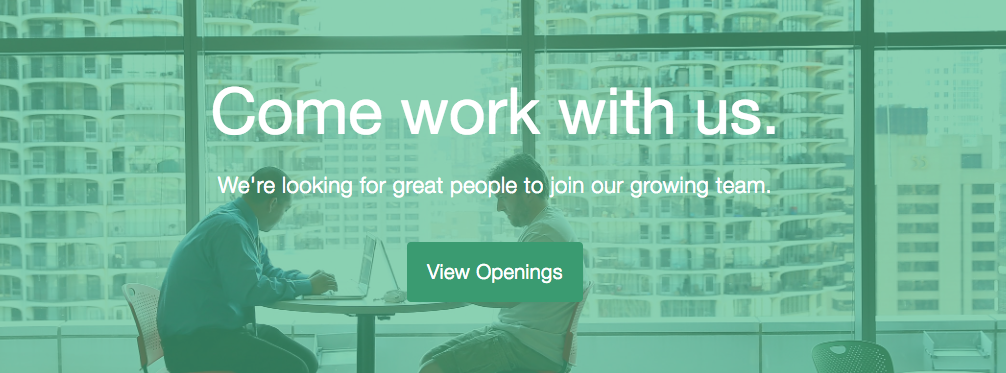 Come work with us.
We're looking for great people to join our growing team.
View Openings